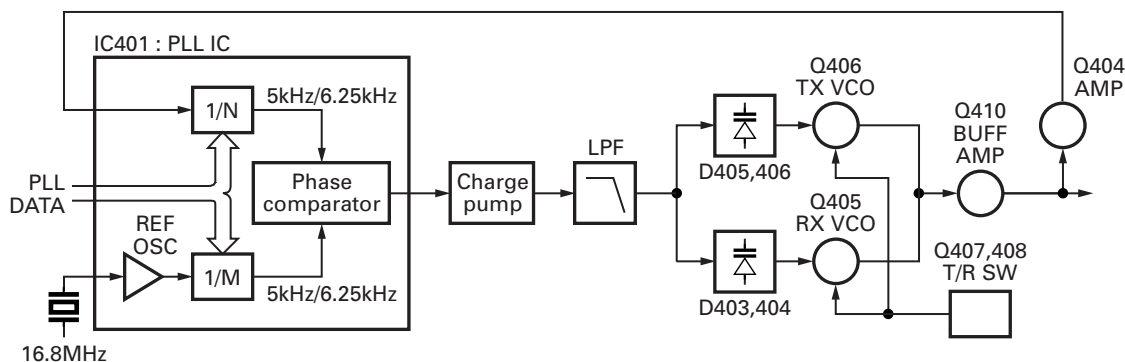 IC401 : PLL IC
1/N
5kHz/6.25kHz
PLL
DATA
REF
OSC
1/M
5kHz/6.25kHz
16.8MHz
Phase
comparator
Charge
pump
LPF
D405,406
Q406
TX VCO
Q405
RX VCO
D403,404
Q410
BUFF
AMP
Q404
AMP
Q407,408
T/R SW